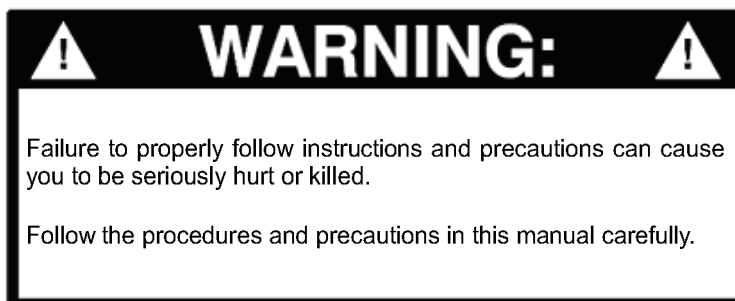 WARNING:
Failure to properly follow instructions and precautions can cause
you to be seriously hurt or killed.
Follow the procedures and precautions in this manual carefully.